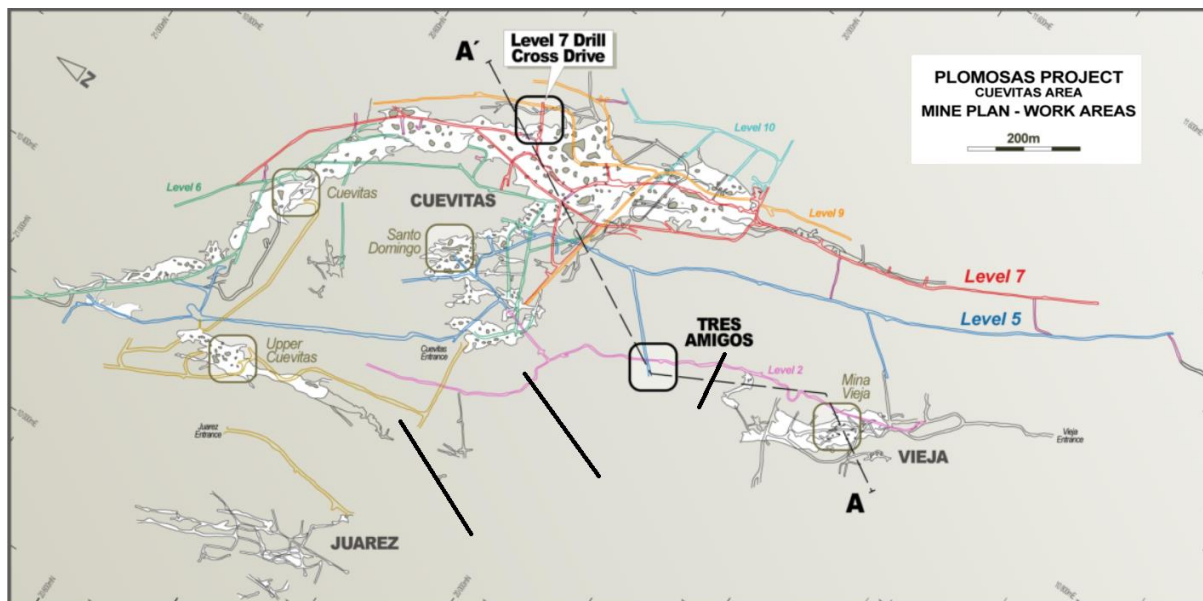 PLOMOSAS PROJECT
CUEVITAS AREA
MINE PLAN - WORK AREAS
200m
Level 7 Drill
Cross Drive
A´
N
Level 10
Level 6
Cuevitas
CUEVITAS
Level 9
Santo
Domingo
Level 7
Level 5
TRES
AMIGOS
Upper
Cuevitas
Cuevitas
Entrance
Level 2
Mina
Vieja
Juarez
Entrance
Vieja
Entrance
VIEJA
A
JUAREZ